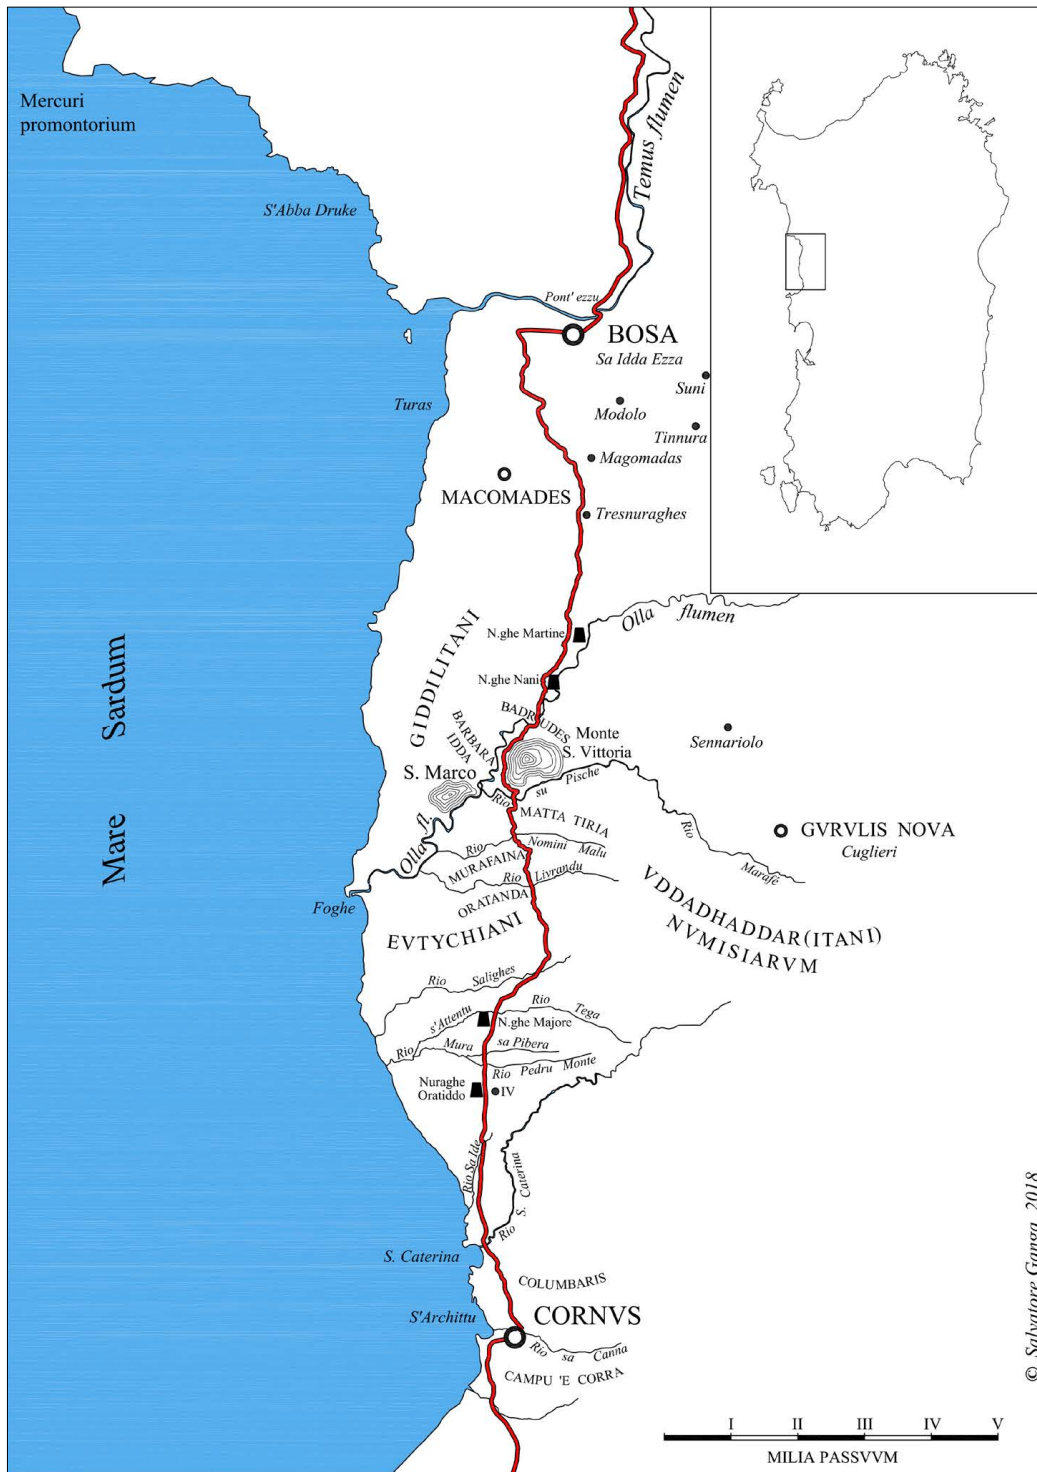 Mercuri
promontorium
Temus flumen
S'Abba Druke
Pont' ezzu
BOSA
Sa Idda Ezza
Suni
Turas
Modolo
Tinnura
Magomadas
MACOMADES
Tresnuraghes
Olla flumen
N.ghe Martine
GIDDILITANI
N.ghe Nani
Mare Sardum
BADRUDES
BARBARA
IDDA
Monte
S. Vittoria
Sennariolo
S. Marco
Rio su Pische
MATTA TIRIA
Rio Marafé
GVRVLIS NOVA
Cuglieri
Olla fl.
Rio Nomini Malu
MURAFAINA
Rio Livrandu
ORATANDA
Foghe
EVTYCHIANI
VDDADHADDAR(ITANI)
NVMISIARVM
Rio Salighes
Rio s'Attentu
N.ghe Majore
Rio Tega
Mura sa Pibera
Rio Pedru Monte
Nuraghe
Oratiddo
IV
Rio Sa Ide
Rio S. Caterina
S. Caterina
COLUMBARIS
S'Archittu
CORNVS
Rio sa Canna
CAMPU 'E CORRA
I II III IV V
MILIA PASSVVM
© Salvatore Ganga, 2018